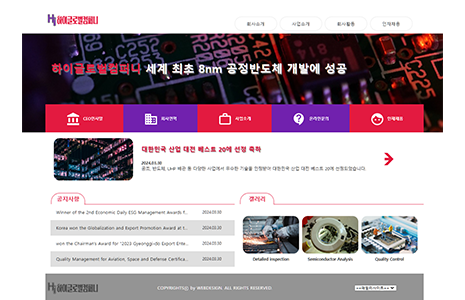 하이글로벌컴퍼니
회사소개 사업소개 회사활동 인재채용
하이글로벌컴퍼니 세계 최초 8nm 공정반도체 개발에 성공
CEO인사말 회사연혁 사업소개 온라인문의 인재채용
대한민국 산업 대전 베스트 20에 선정 축하
2024.03.30
공조, 반도체, UHP 배관 등 다양한 사업에서 우수한 기술을 인정받아 대한민국 산업 대전 베스트 20에 선정되었습니다.
공지사항
Winner of the 2nd Economic Daily ESG Management Awards f... 2024.03.30
Korea won the Globalization and Export Promotion Award at t... 2024.03.30
won the Chairman's Award for "2023 Gyeonggi-do Export Ente... 2024.03.30
Quality Management for Aviation, Space and Defense Certifica... 2024.03.30
갤러리
Detailed Inspection Semiconductor Analysis Quality Control
하이글로벌컴퍼니
COPYRIGHTS(c) by WEBDESIGN. ALL RIGHTS RESERVED.